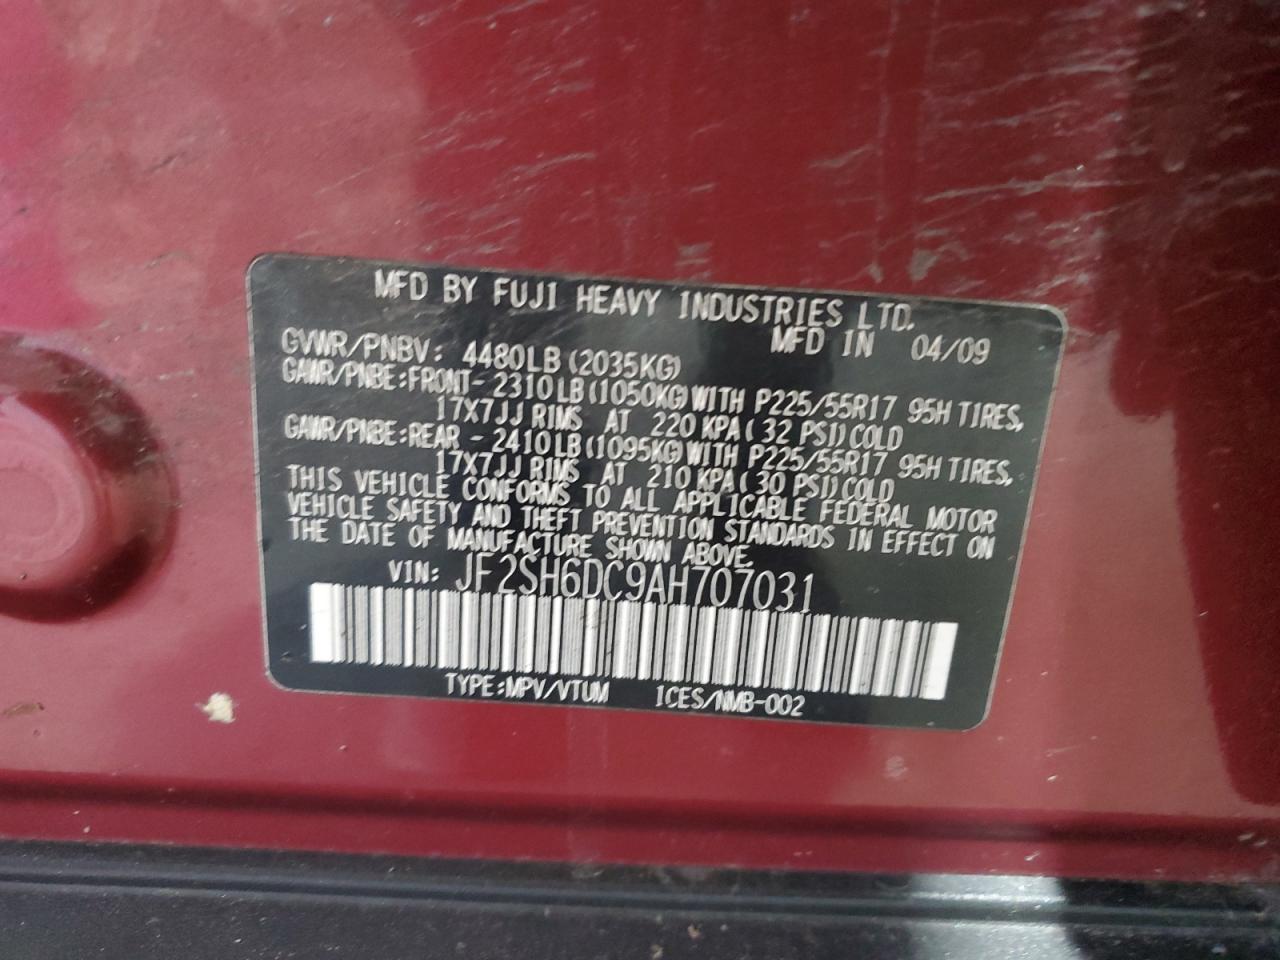 MFD BY FUJI HEAVY INDUSTRIES LTD.
MFD IN 04/09
GVWR/PNBV: 4480LB (2035KG)
GAWR/PNBE:FRONT- 2310LB (1050KG) WITH P225/55R17 95H TIRES,
17X7JJ RIMS AT 220 KPA ( 32 PSI) COLD
GAWR/PNBE:REAR - 2410LB (1095KG) WITH P225/55R17 95H TIRES,
17X7JJ RIMS AT 210 KPA ( 30 PSI) COLD
THIS VEHICLE CONFORMS TO ALL APPLICABLE FEDERAL MOTOR
VEHICLE SAFETY AND THEFT PREVENTION STANDARDS IN EFFECT ON
THE DATE OF MANUFACTURE SHOWN ABOVE.
VIN: JF2SH6DC9AH707031
TYPE:MPV/VTUM ICES/NMB-002